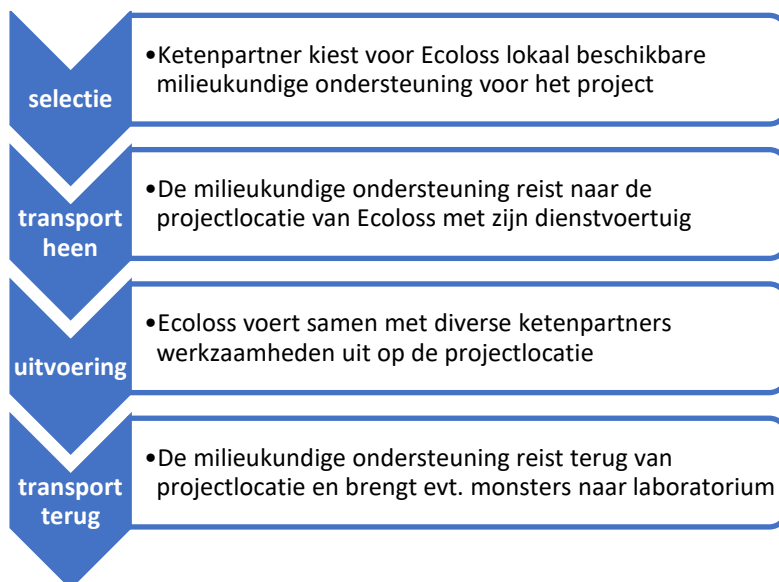 selectie
•Ketenpartner kiest voor Ecoloss lokaal beschikbare
milieukundige ondersteuning voor het project
transport
heen
•De milieukundige ondersteuning reist naar de
projectlocatie van Ecoloss met zijn dienstvoertuig
uitvoering
•Ecoloss voert samen met diverse ketenpartners
werkzaamheden uit op de projectlocatie
transport
terug
•De milieukundige ondersteuning reist terug van
projectlocatie en brengt evt. monsters naar laboratorium